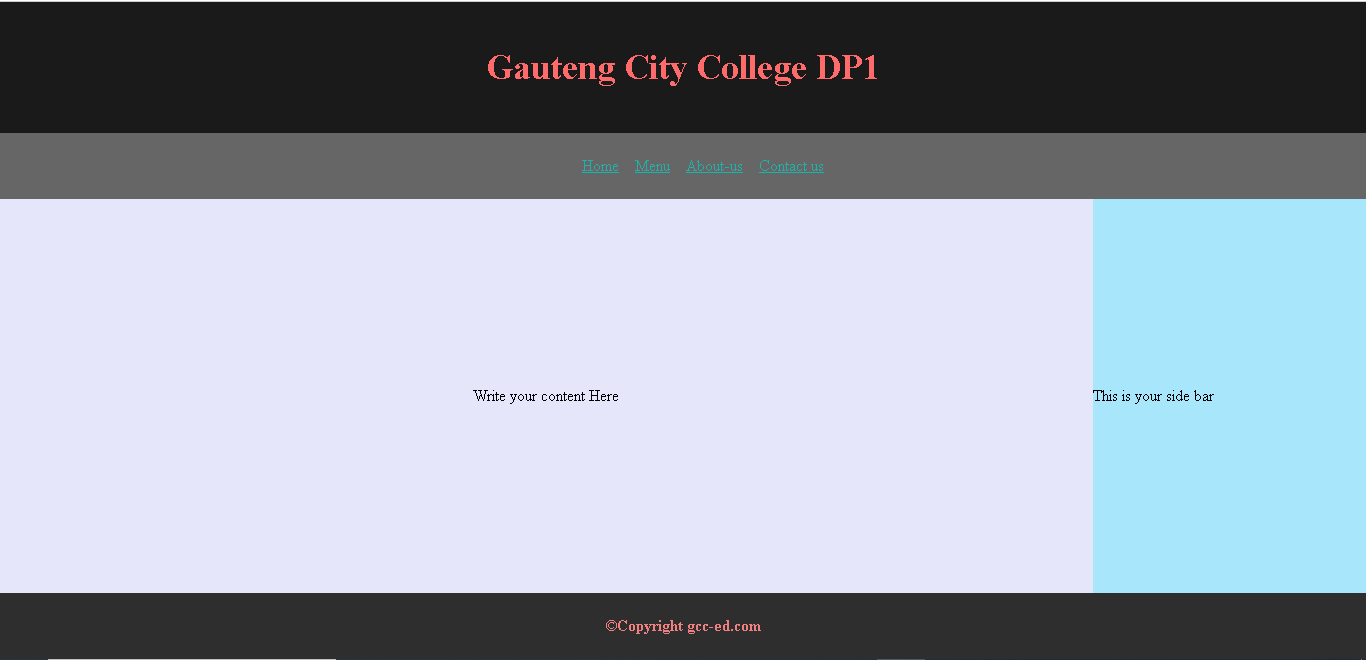 Gauteng City College DP1
Home Menu About-us Contact us
Write your content Here
This is your side bar
©Copyright gcc-ed.com